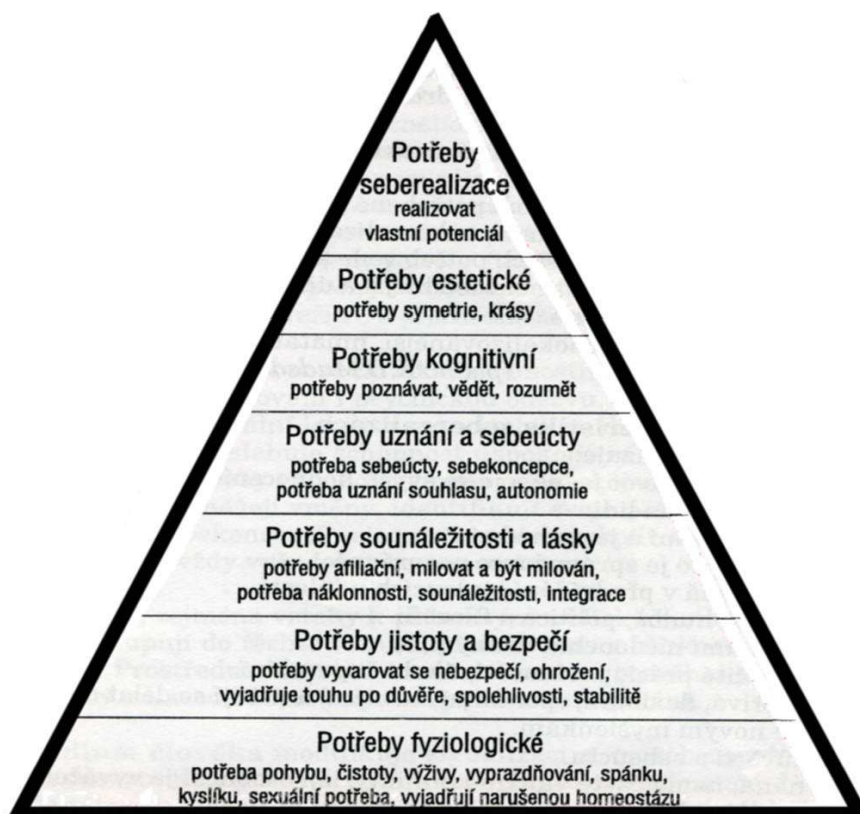 Potřeby
seberealizace
realizovat
vlastní potenciál
Potřeby estetické
potřeby symetrie, krásy
Potřeby kognitivní
potřeby poznávat, vědět, rozumět
Potřeby uznání a sebeúcty
potřeba sebeúcty, sebekoncepce,
potřeba uznání souhlasu, autonomie
Potřeby sounáležitosti a lásky
potřeby afiliační, milovat a být milován,
potřeba náklonnosti, sounáležitosti, integrace
Potřeby jistoty a bezpečí
potřeby vyvarovat se nebezpečí, ohrožení,
vyjadřuje touhu po důvěře, spolehlivosti, stabilitě
Potřeby fyziologické
potřeba pohybu, čistoty, výživy, vyprazdňování, spánku,
kyslíku, sexuální potřeba, vyjadřují narušenou homeostázu